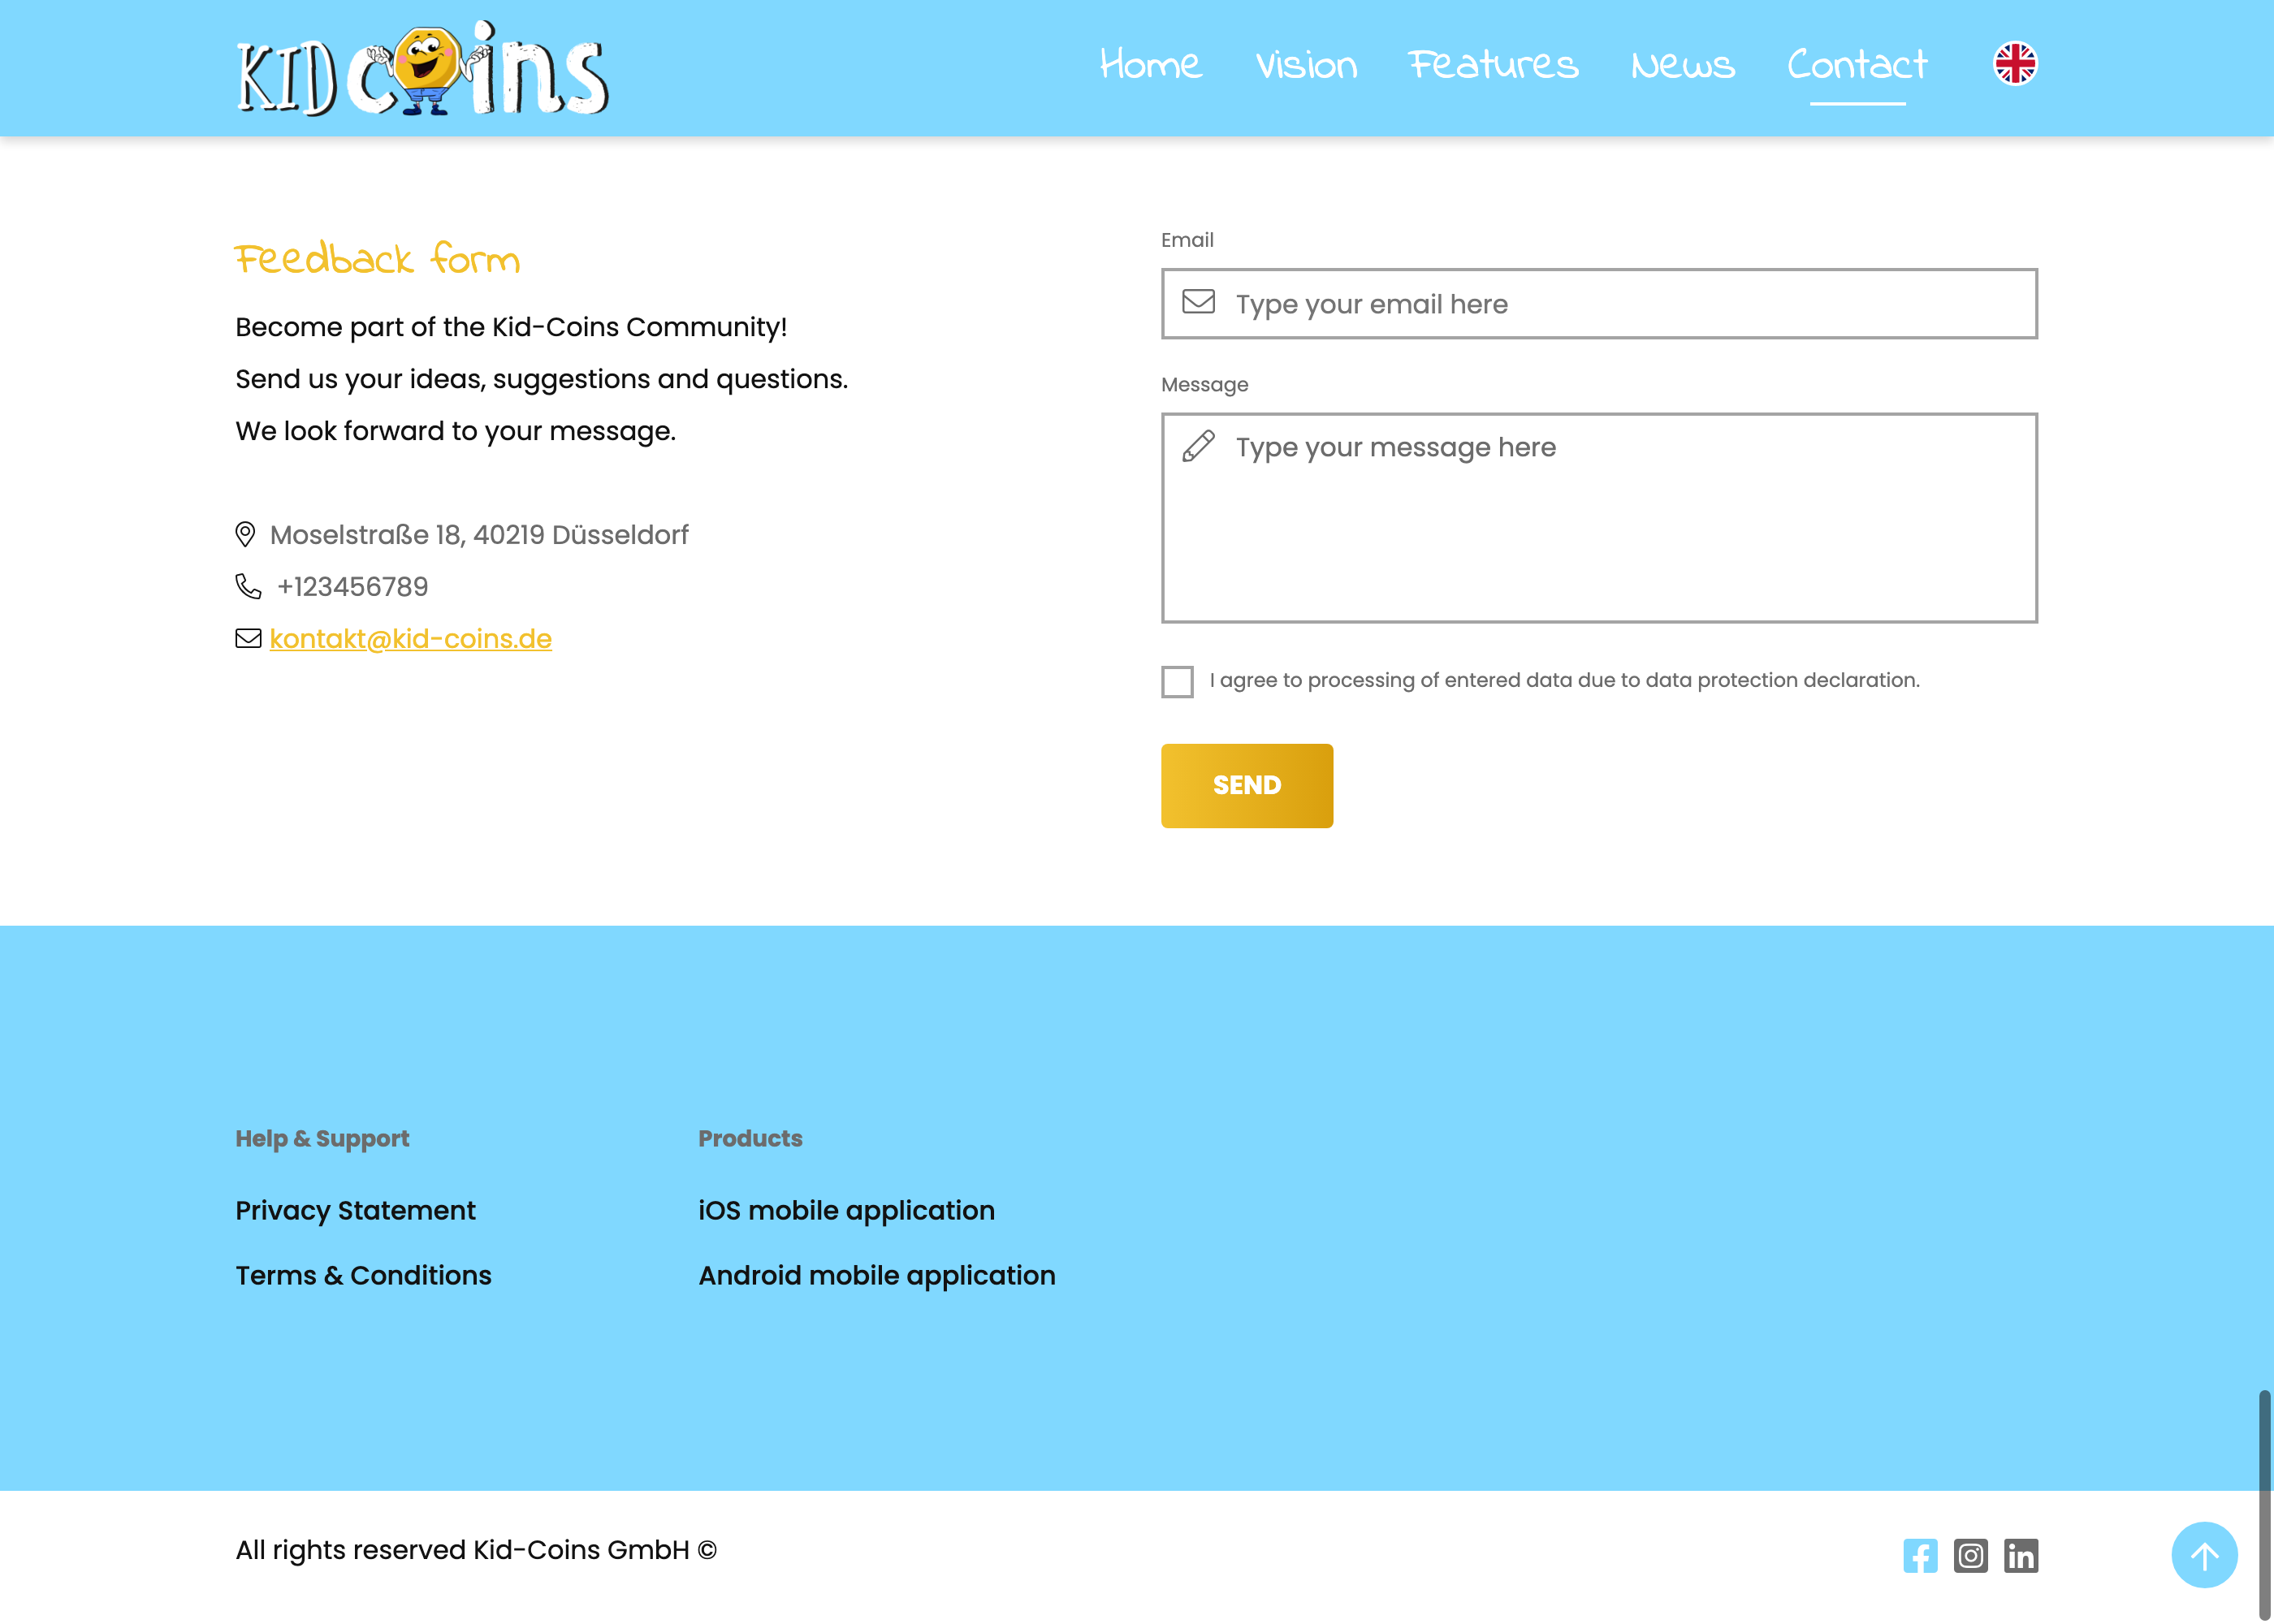 KID coins
Home Vision Features News Contact
Feedback form
Become part of the Kid-Coins Community!
Send us your ideas, suggestions and questions.
We look forward to your message.
Moselstraße 18, 40219 Düsseldorf
+123456789
kontakt@kid-coins.de
Email
Type your email here
Message
Type your message here
I agree to processing of entered data due to data protection declaration.
SEND
Help & Support
Privacy Statement
Terms & Conditions
Products
iOS mobile application
Android mobile application
All rights reserved Kid-Coins GmbH ©